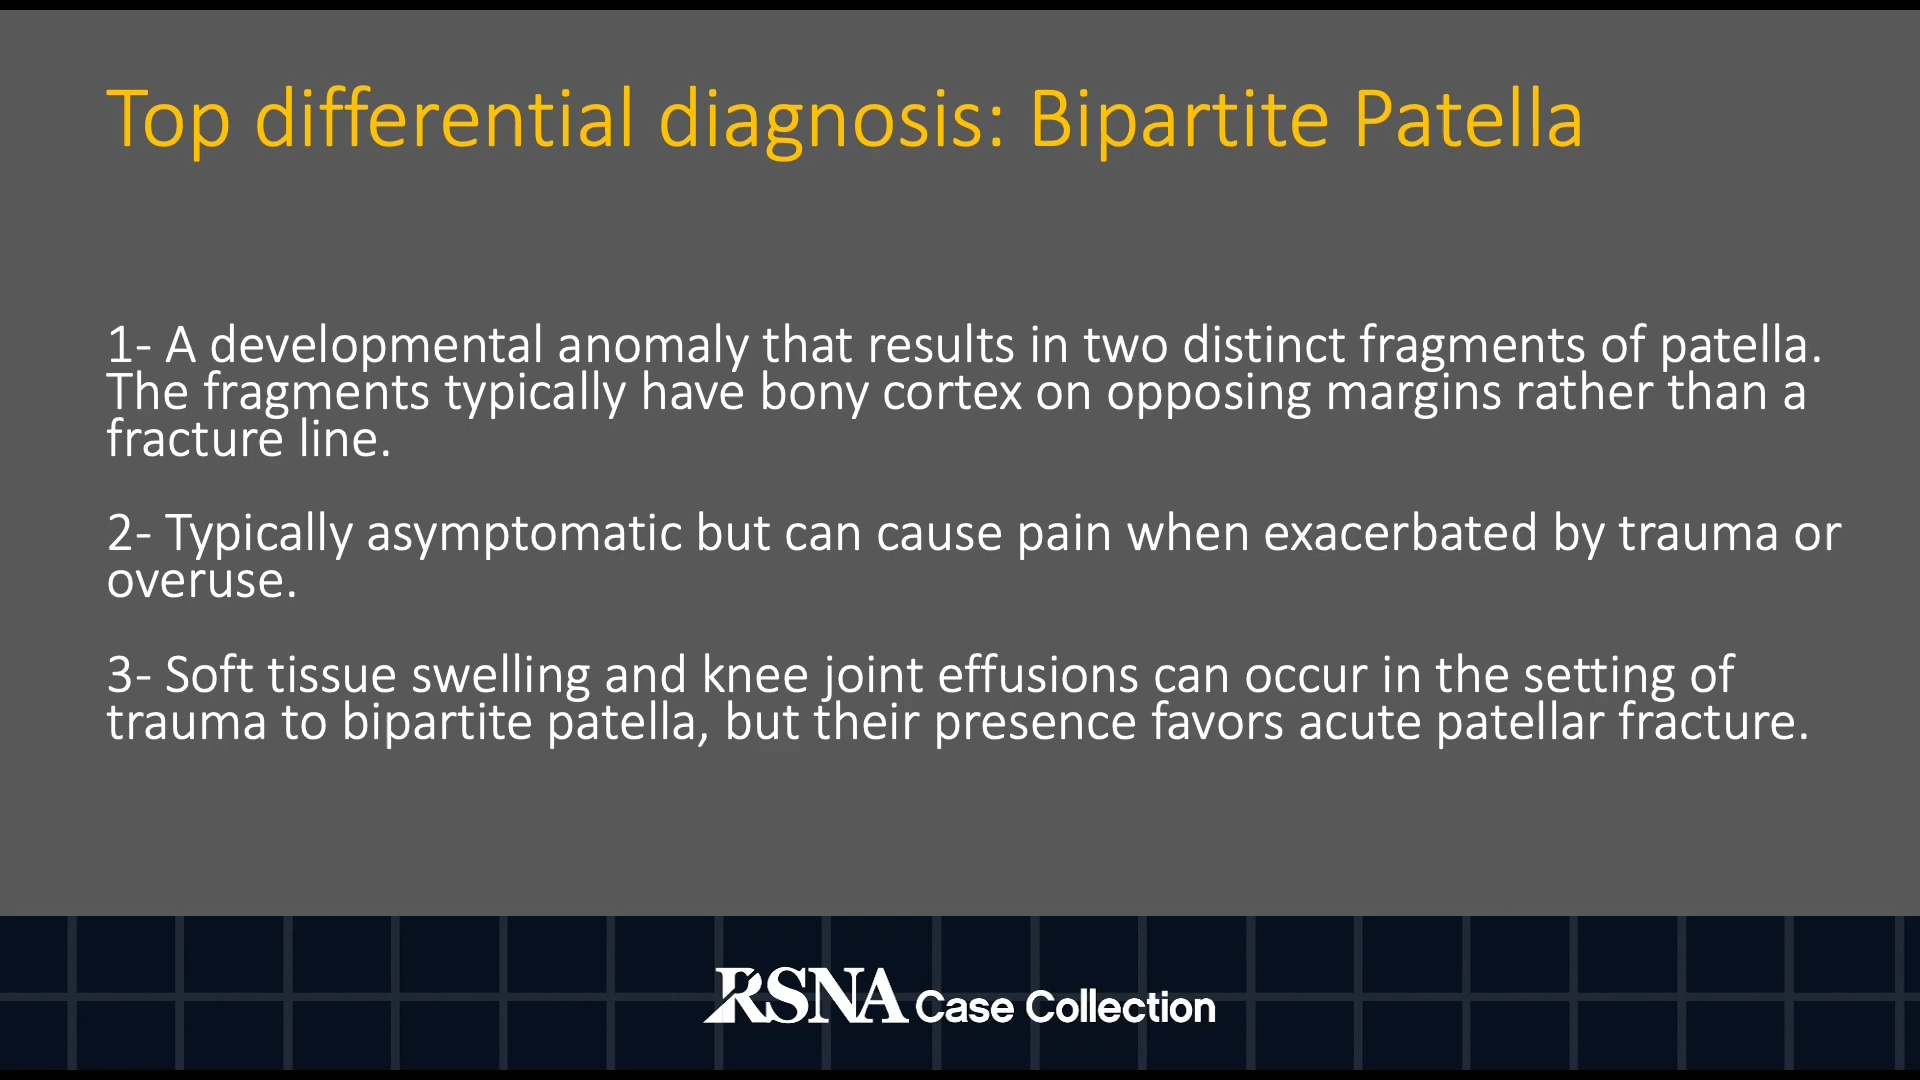 Top differential diagnosis: Bipartite Patella
1- A developmental anomaly that results in two distinct fragments of patella.
The fragments typically have bony cortex on opposing margins rather than a
fracture line.
2- Typically asymptomatic but can cause pain when exacerbated by trauma or
overuse.
3- Soft tissue swelling and knee joint effusions can occur in the setting of
trauma to bipartite patella, but their presence favors acute patellar fracture.
RSNA Case Collection